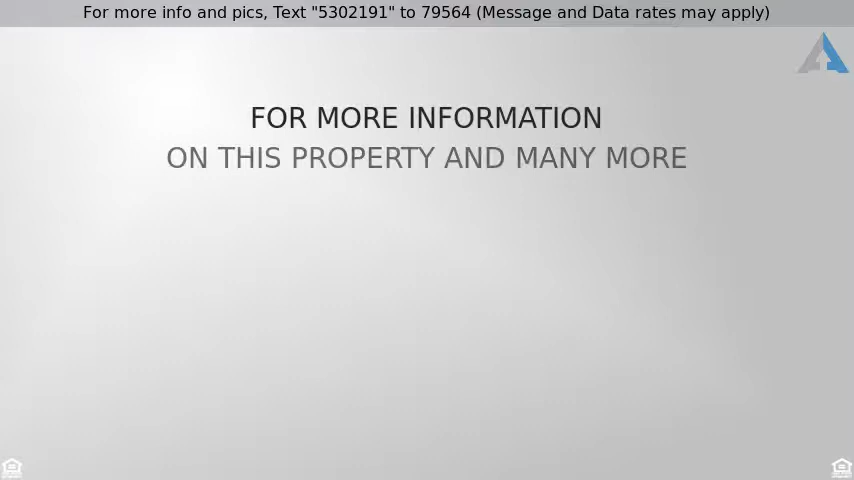 For more info and pics, Text "5302191" to 79564 (Message and Data rates may apply)
FOR MORE INFORMATION
ON THIS PROPERTY AND MANY MORE